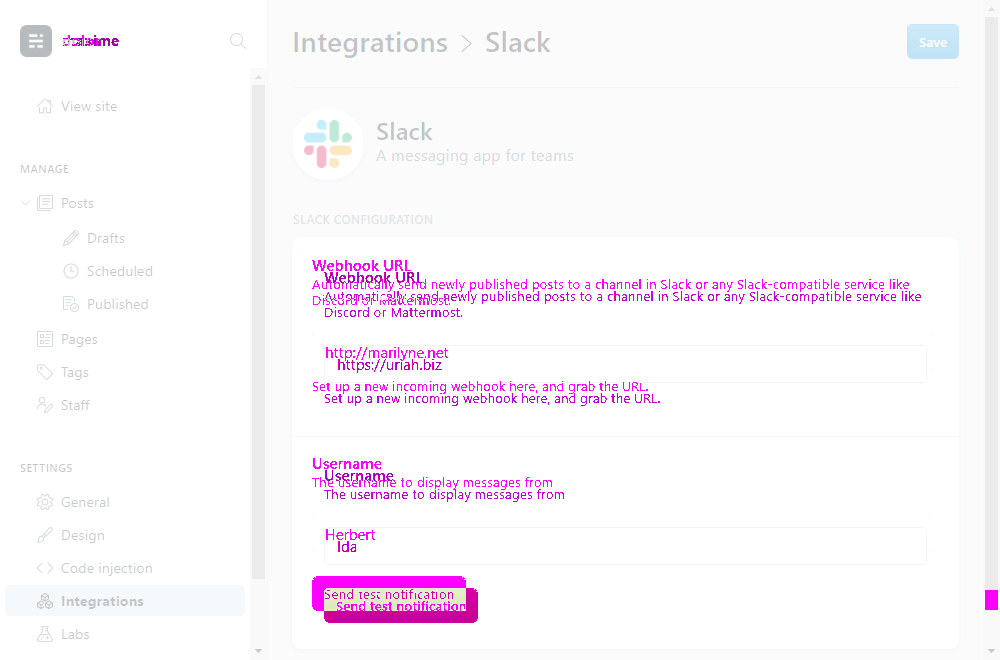 Integrations > Slack
Save
View site
Slack
A messaging app for teams
MANAGE
Posts
Drafts
Scheduled
Published
Pages
Tags
Staff
SETTINGS
General
Design
Code injection
Integrations
Labs
SLACK CONFIGURATION
Webhook URL
Webhook URL
Automatically send newly published posts to a channel in Slack or any Slack-compatible service like
Discord or Mattermost.
Automatically send newly published posts to a channel in Slack or any Slack-compatible service like
Discord or Mattermost.
http://marilyne.net
https://uriah.biz
Set up a new incoming webhook here, and grab the URL.
Set up a new incoming webhook here, and grab the URL.
Username
Username
The username to display messages from
The username to display messages from
Herbert
Ida
Send test notification
Send test notification